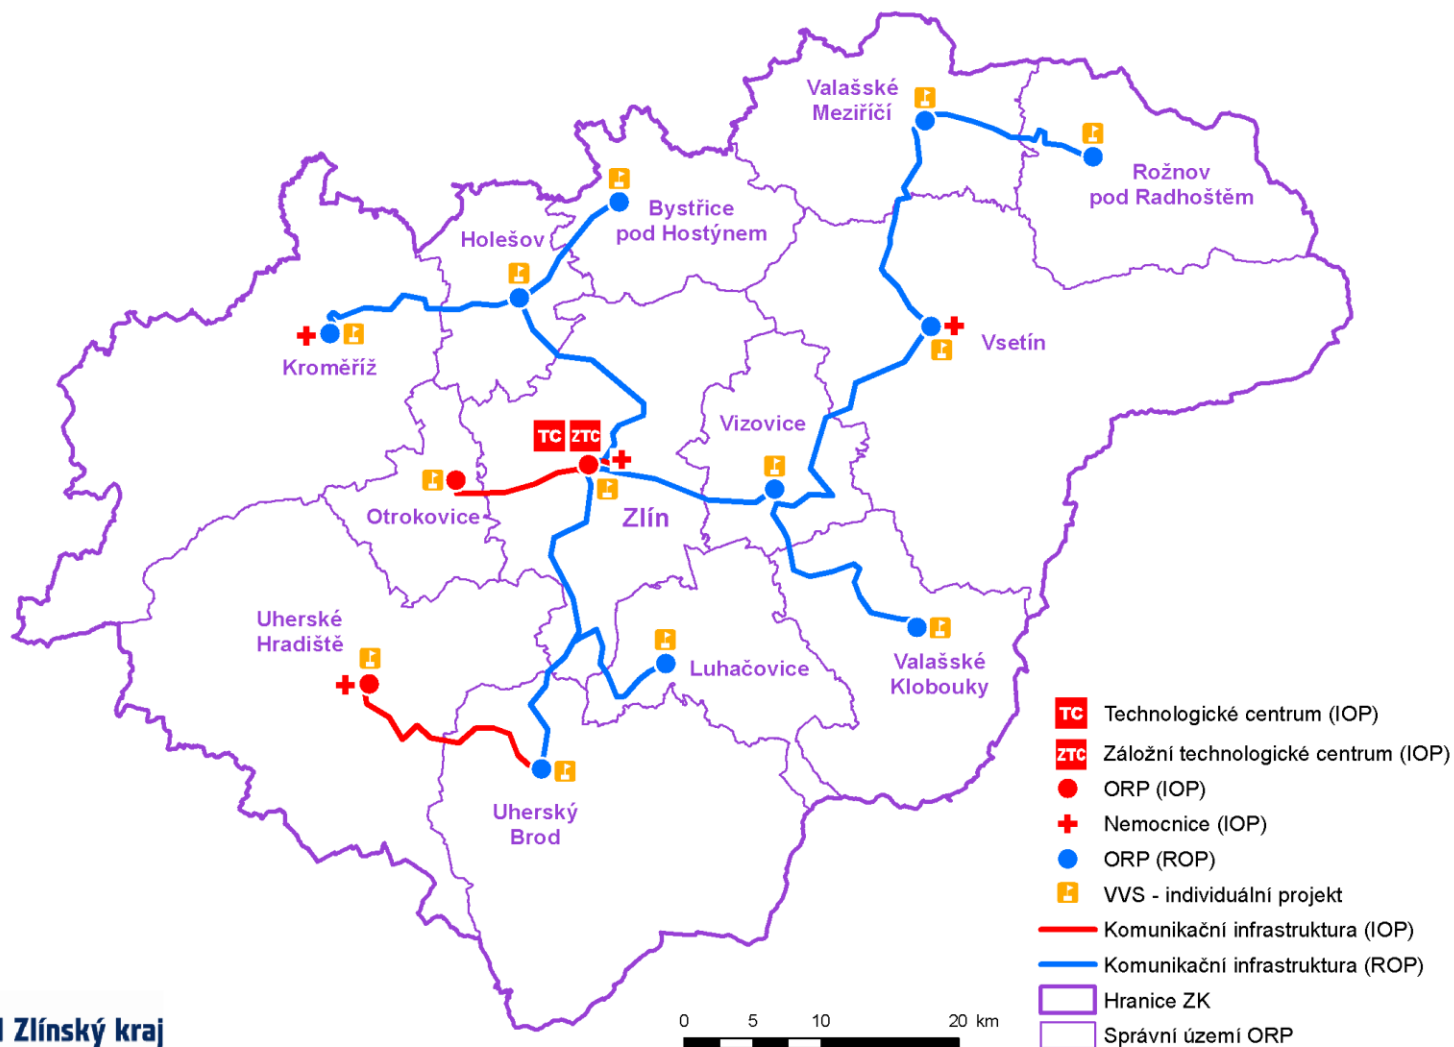 Valašské
Meziříčí
Rožnov
pod Radhoštěm
Bystřice
pod Hostýnem
Holešov
Kroměříž
Vsetín
Vizovice
TC
ZTC
Zlín
Otrokovice
Uherské
Hradiště
Luhačovice
Valašské
Klobouky
Uherský
Brod
TC Technologické centrum (IOP)
ZTC Záložní technologické centrum (IOP)
ORP (IOP)
Nemocnice (IOP)
ORP (ROP)
VVS - individuální projekt
Komunikační infrastruktura (IOP)
Komunikační infrastruktura (ROP)
Hranice ZK
Správní území ORP
0 5 10 20 km
Zlínský kraj